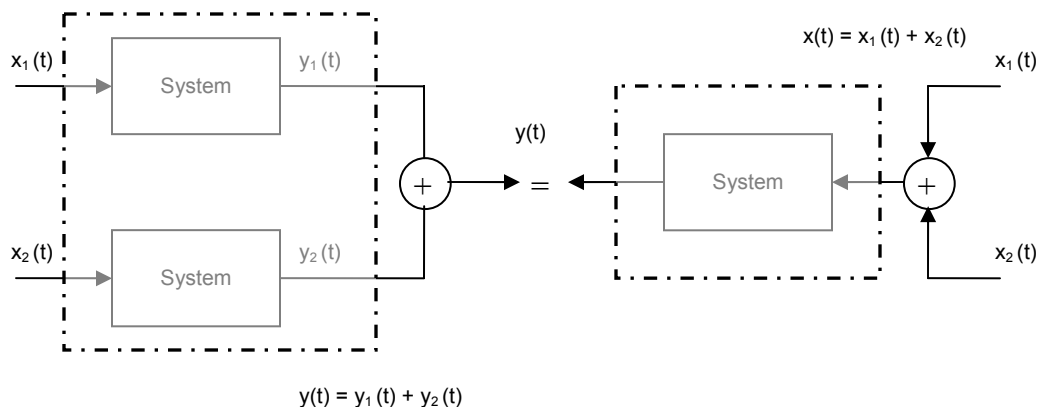 x₁(t)
System
y₁(t)
x(t) = x₁(t) + x₂(t)
x₁(t)
+
y(t)
=
System
+
x₂(t)
System
y₂(t)
x₂(t)
y(t) = y₁(t) + y₂(t)